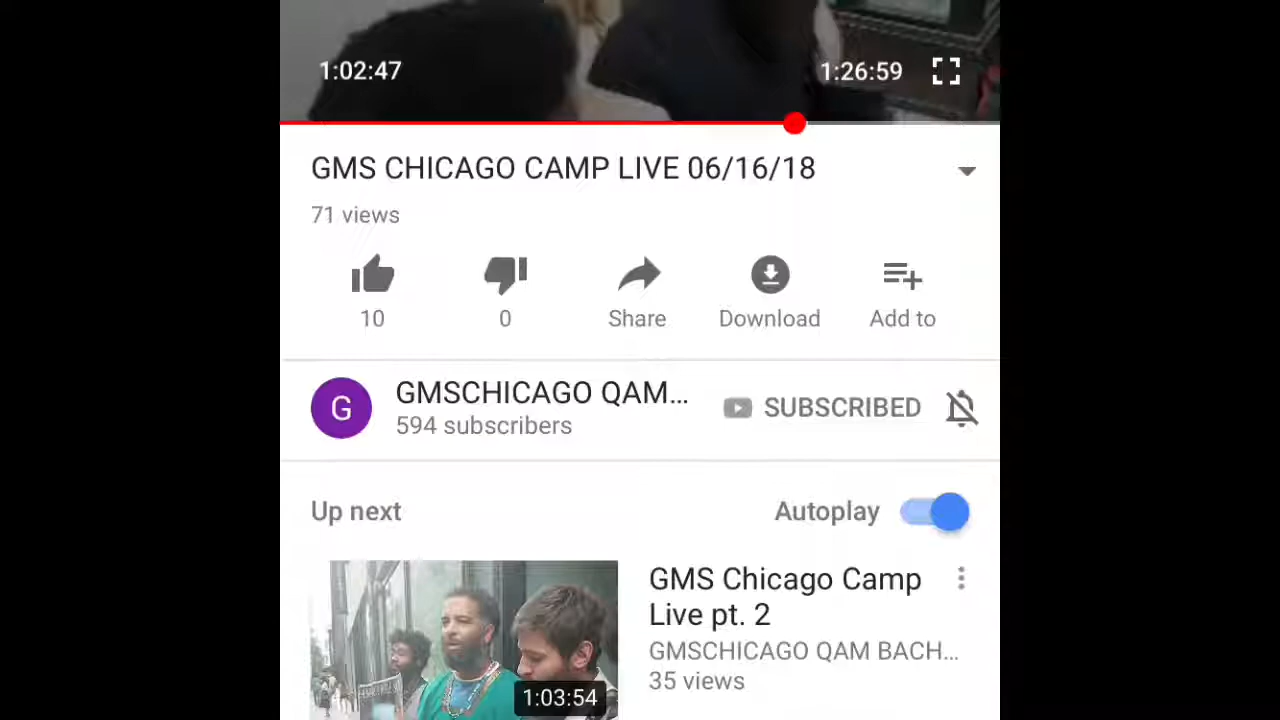 1:02:47 1:26:59
GMS CHICAGO CAMP LIVE 06/16/18
71 views
10 0 Share Download Add to
G GMSCHICAGO QAM... SUBSCRIBED
594 subscribers
Up next Autoplay
GMS Chicago Camp
Live pt. 2
GMSCHICAGO QAM BACH...
35 views
1:03:54